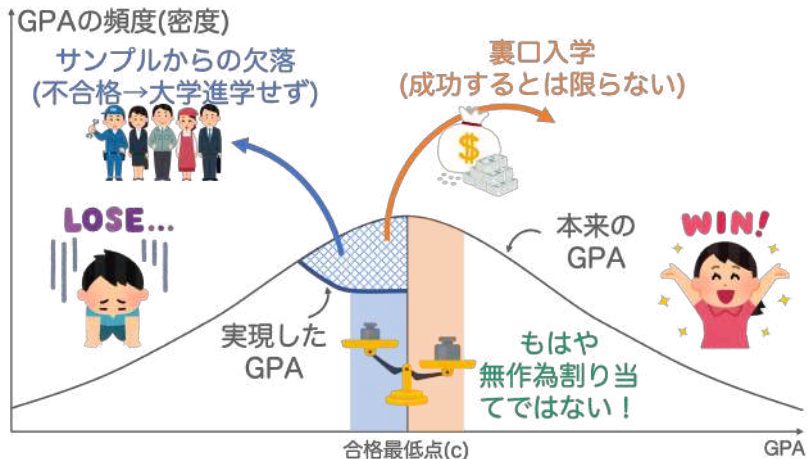 GPAの頻度(密度)
サンプルからの欠落
(不合格→大学進学せず)
裏口入学
(成功するとは限らない)
$
LOSE...
WIN!
本来の
GPA
実現した
GPA
もはや
無作為割り当
てではない！
合格最低点(c)
GPA